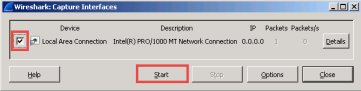 Wireshark: Capture Interfaces
Device Description IP Packets Packets/s
Local Area Connection Intel(R) PRO/1000 MT Network Connection 0.0.0.0 1 0 Details
Help Start Stop Options Close